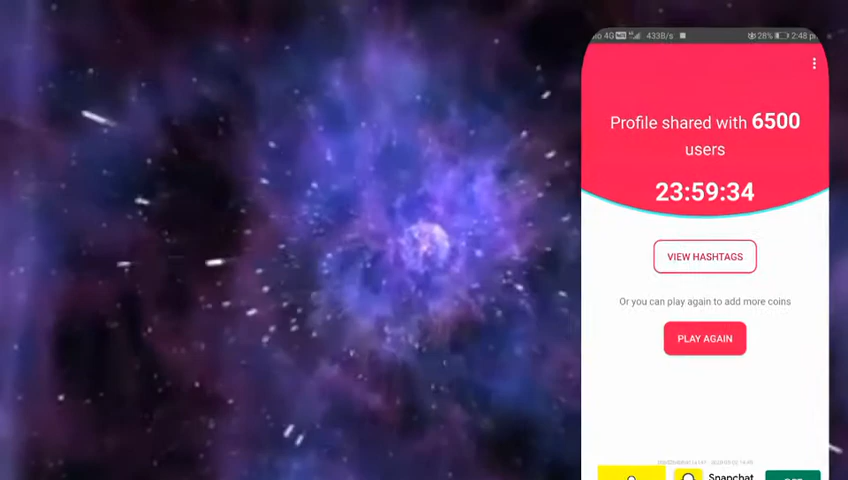 4G 433B/s 28% 2:48 p
Profile shared with 6500
users
23:59:34
VIEW HASHTAGS
Or you can play again to add more coins
PLAY AGAIN
Snapchat